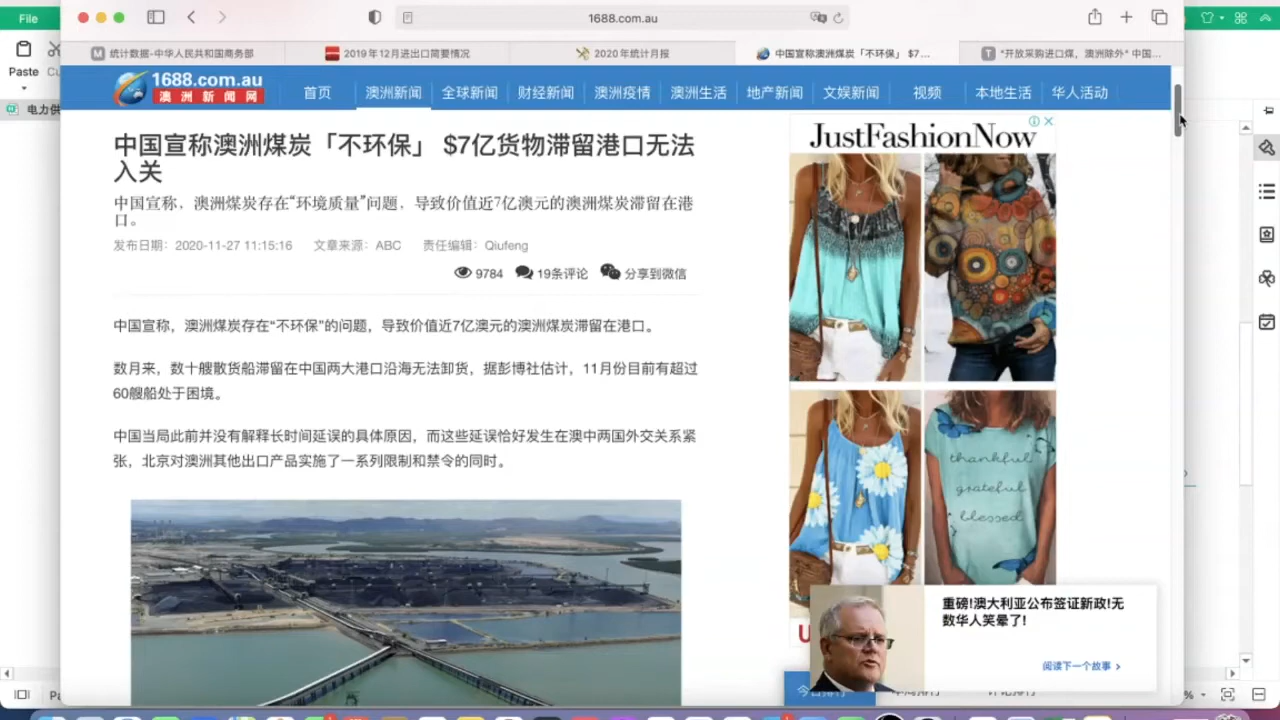 File
1688.com.au
统计数据-中华人民共和国商务部
2019年12月进出口简要情况
2020年统计月报
中国宣称澳洲煤炭「不环保」 $7...
"开放采购进口煤，澳洲除外" 中国...
Paste
电力供
1688.com.au
澳洲新闻网
首页
澳洲新闻
全球新闻
财经新闻
澳洲疫情
澳洲生活
地产新闻
文娱新闻
视频
本地生活
华人活动
中国宣称澳洲煤炭「不环保」 $7亿货物滞留港口无法
入关
中国宣称，澳洲煤炭存在“环境质量”问题，导致价值近7亿澳元的澳洲煤炭滞留在港
口。
发布日期：2020-11-27 11:15:16 文章来源：ABC 责任编辑：Qiufeng
9784 19条评论 分享到微信
中国宣称，澳洲煤炭存在“不环保”的问题，导致价值近7亿澳元的澳洲煤炭滞留在港口。
数月来，数十艘散货船滞留在中国两大港口沿海无法卸货，据彭博社估计，11月份目前有超过
60艘船处于困境。
中国当局此前并没有解释长时间延误的具体原因，而这些延误恰好发生在澳中两国外交关系紧
张，北京对澳洲其他出口产品实施了一系列限制和禁令的同时。
JustFashionNow
thankful
grateful
blessed
重磅!澳大利亚公布签证新政!无
数华人笑晕了!
阅读下一个故事